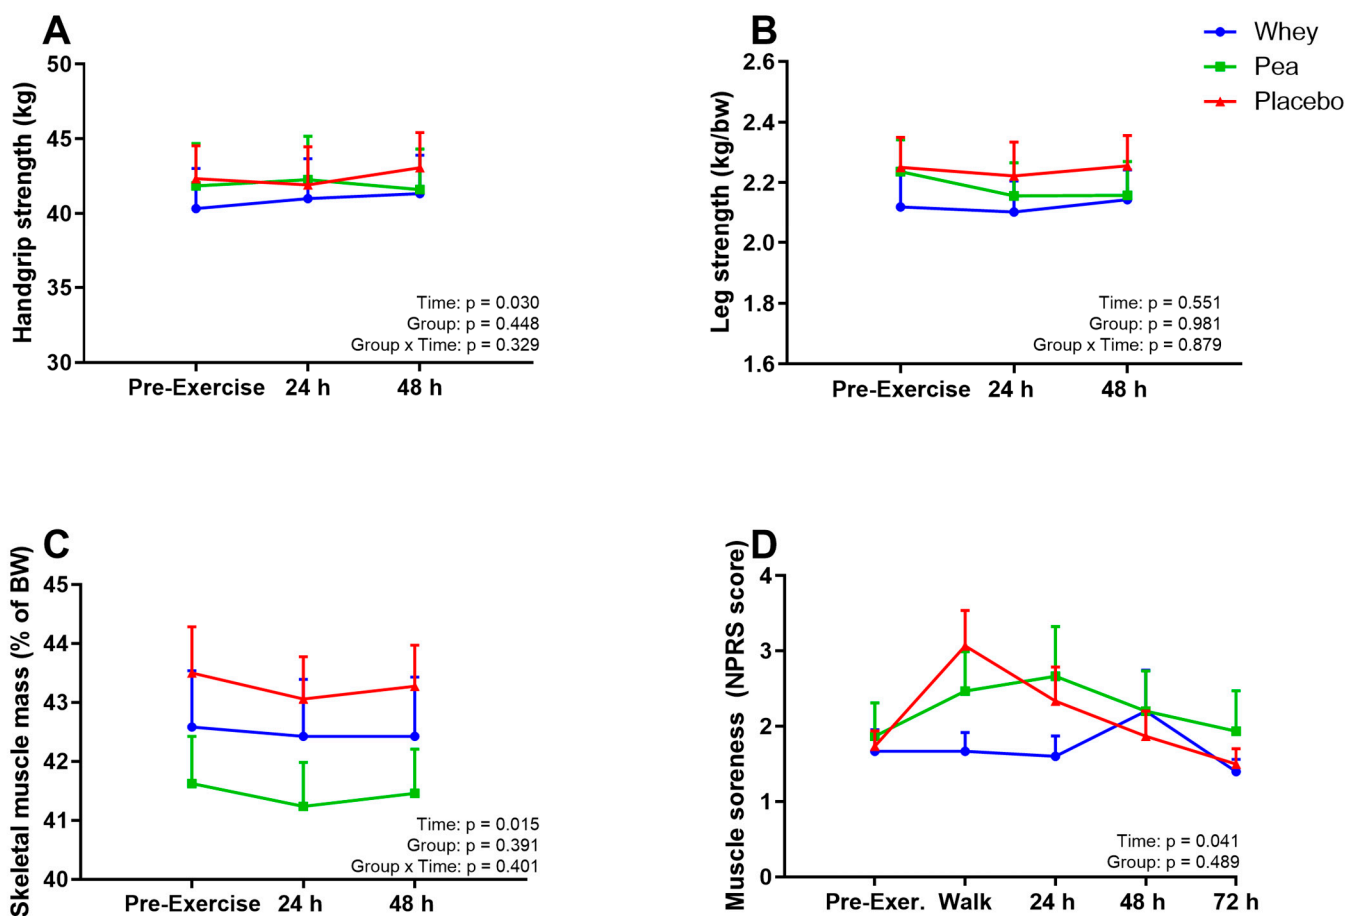 A
Handgrip strength (kg)
50
45
40
35
30
Time: p = 0.030
Group: p = 0.448
Group x Time: p = 0.329
Pre-Exercise 24 h 48 h
B
Leg strength (kg/bw)
2.6
2.4
2.2
2.0
1.8
1.6
Time: p = 0.551
Group: p = 0.981
Group x Time: p = 0.879
Pre-Exercise 24 h 48 h
Whey
Pea
Placebo
C
Skeletal muscle mass (% of BW)
45
44
43
42
41
40
Time: p = 0.015
Group: p = 0.391
Group x Time: p = 0.401
Pre-Exercise 24 h 48 h
D
Muscle soreness (NPRS score)
4
3
2
1
0
Time: p = 0.041
Group: p = 0.489
Pre-Exer. Walk 24 h 48 h 72 h